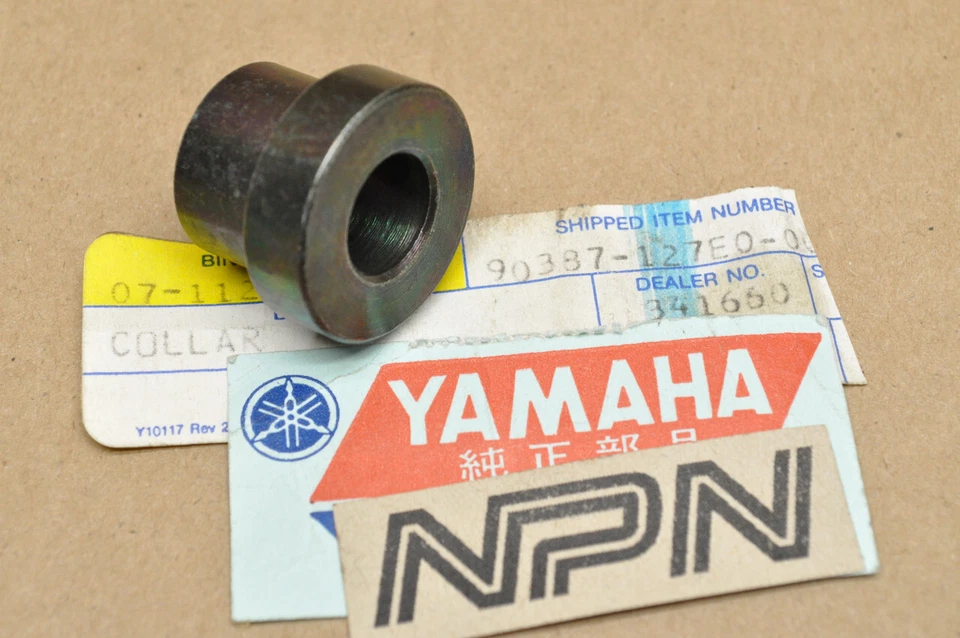 SHIPPED ITEM NUMBER
90387-127E0-0
BIN
07-112
DEALER NO.
341660
COLLAR
Y10117 Rev 2
YAMAHA
純正部品
NPN